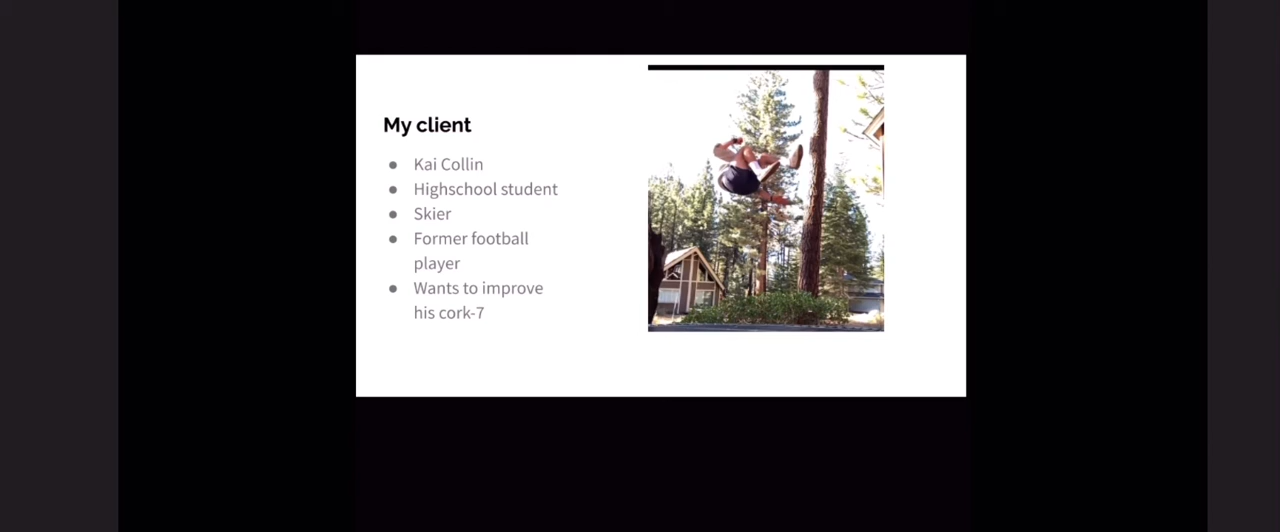 My client
● Kai Collin
● Highschool student
● Skier
● Former football
player
● Wants to improve
his cork-7